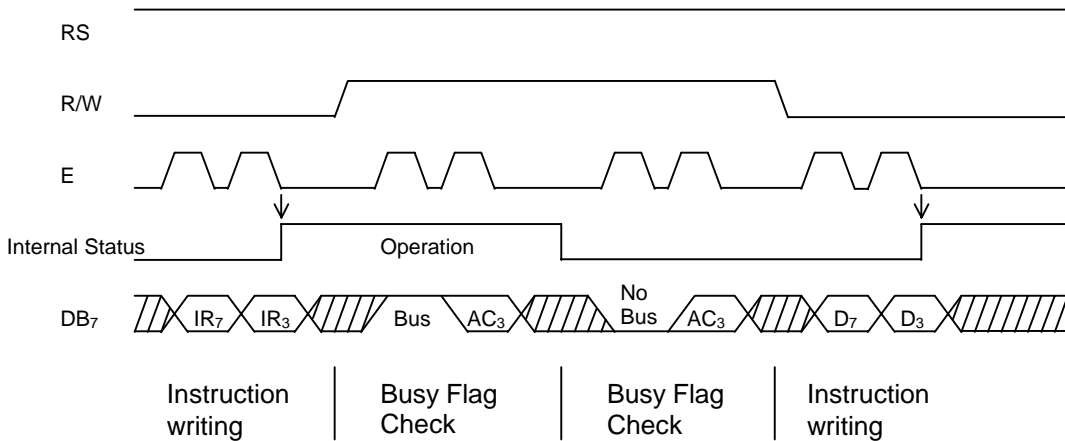 RS
R/W
E
Internal Status
Operation
DB7
IR7
IR3
Bus
AC3
No
Bus
AC3
D7
D3
Instruction
writing
Busy Flag
Check
Busy Flag
Check
Instruction
writing